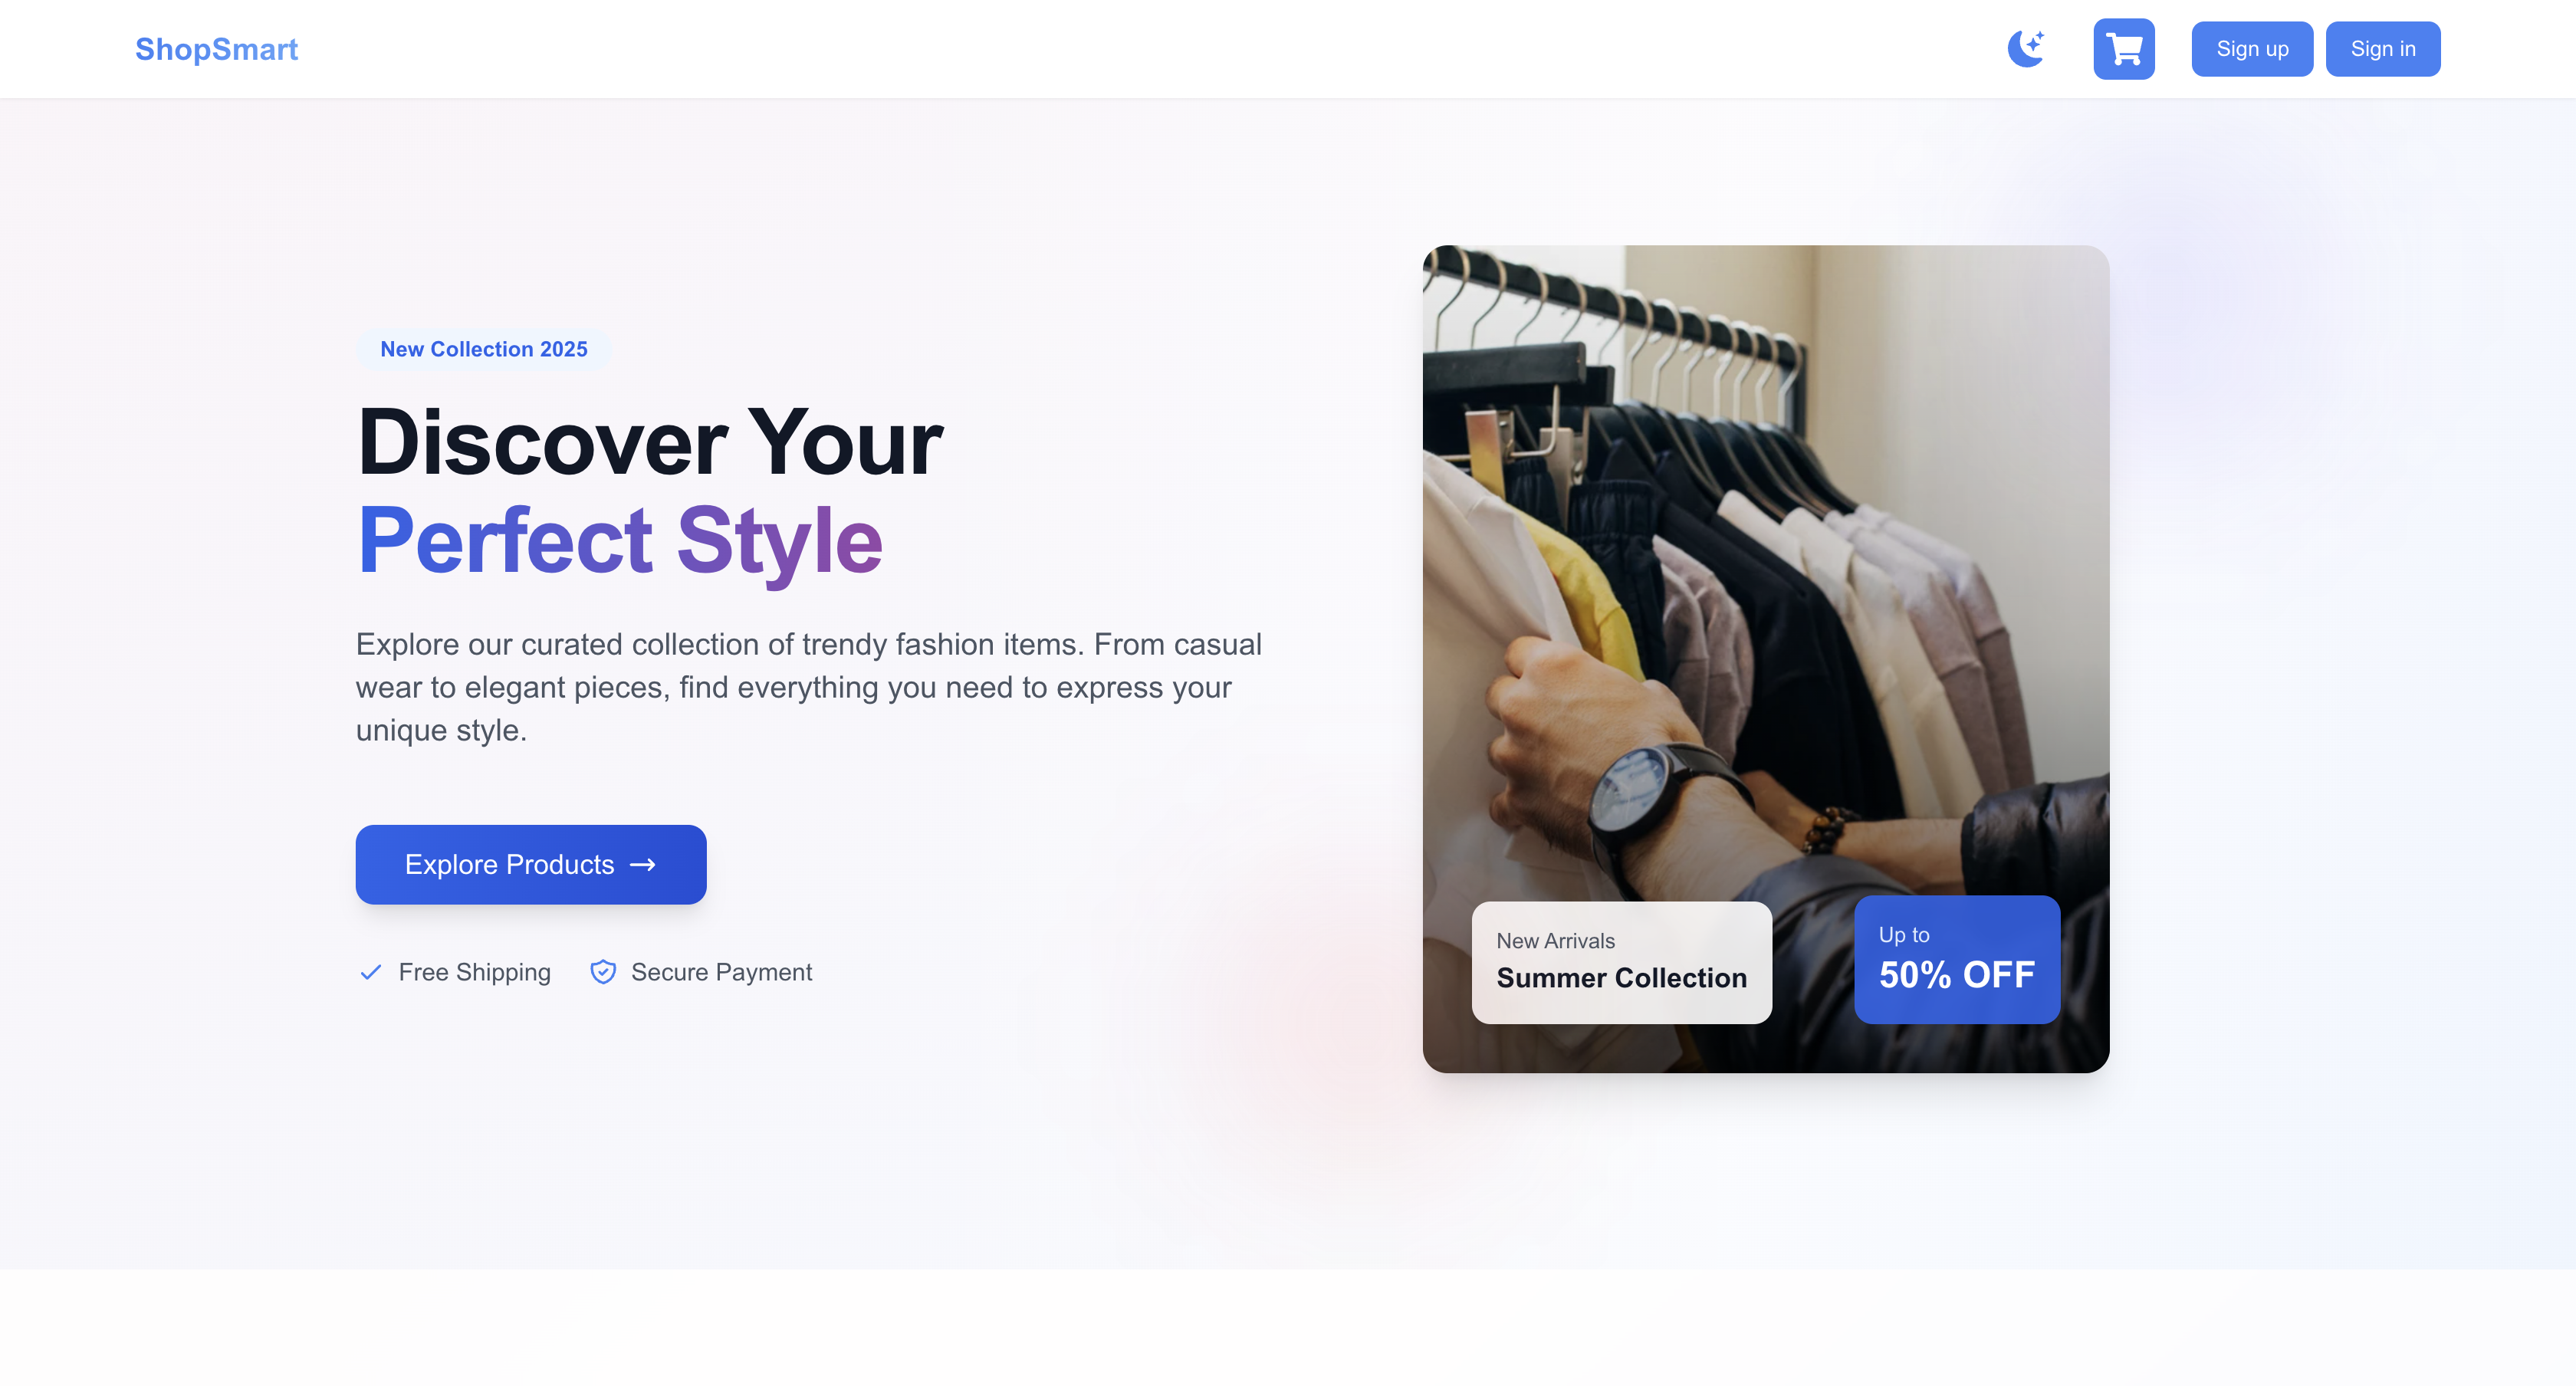 ShopSmart
Sign up
Sign in
New Collection 2025
Discover Your
Perfect Style
Explore our curated collection of trendy fashion items. From casual
wear to elegant pieces, find everything you need to express your
unique style.
Explore Products
Free Shipping
Secure Payment
New Arrivals
Summer Collection
Up to
50% OFF